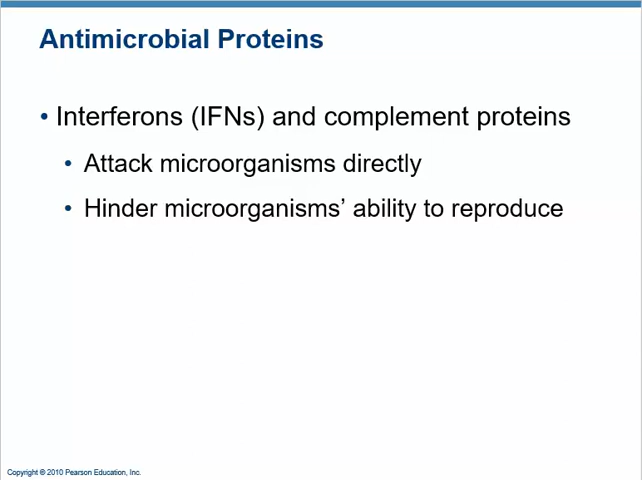 Antimicrobial Proteins
• Interferons (IFNs) and complement proteins
• Attack microorganisms directly
• Hinder microorganisms’ ability to reproduce
Copyright © 2010 Pearson Education, Inc.